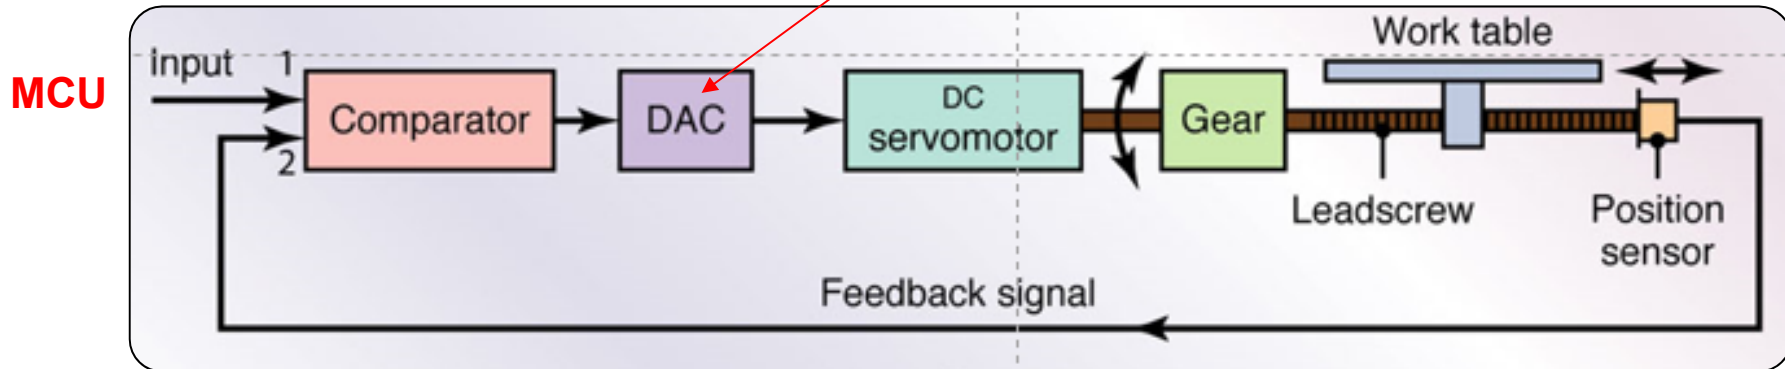 Work table
Input 1
MCU
Comparator
DAC
DC
servomotor
Gear
2
Leadscrew
Position
sensor
Feedback signal